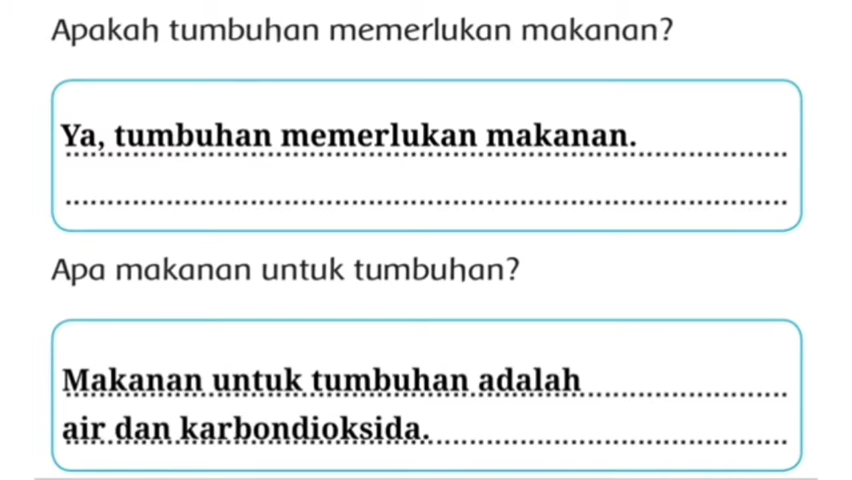 Apakah tumbuhan memerlukan makanan?
Ya, tumbuhan memerlukan makanan.
Apa makanan untuk tumbuhan?
Makanan untuk tumbuhan adalah
air dan karbondioksida.